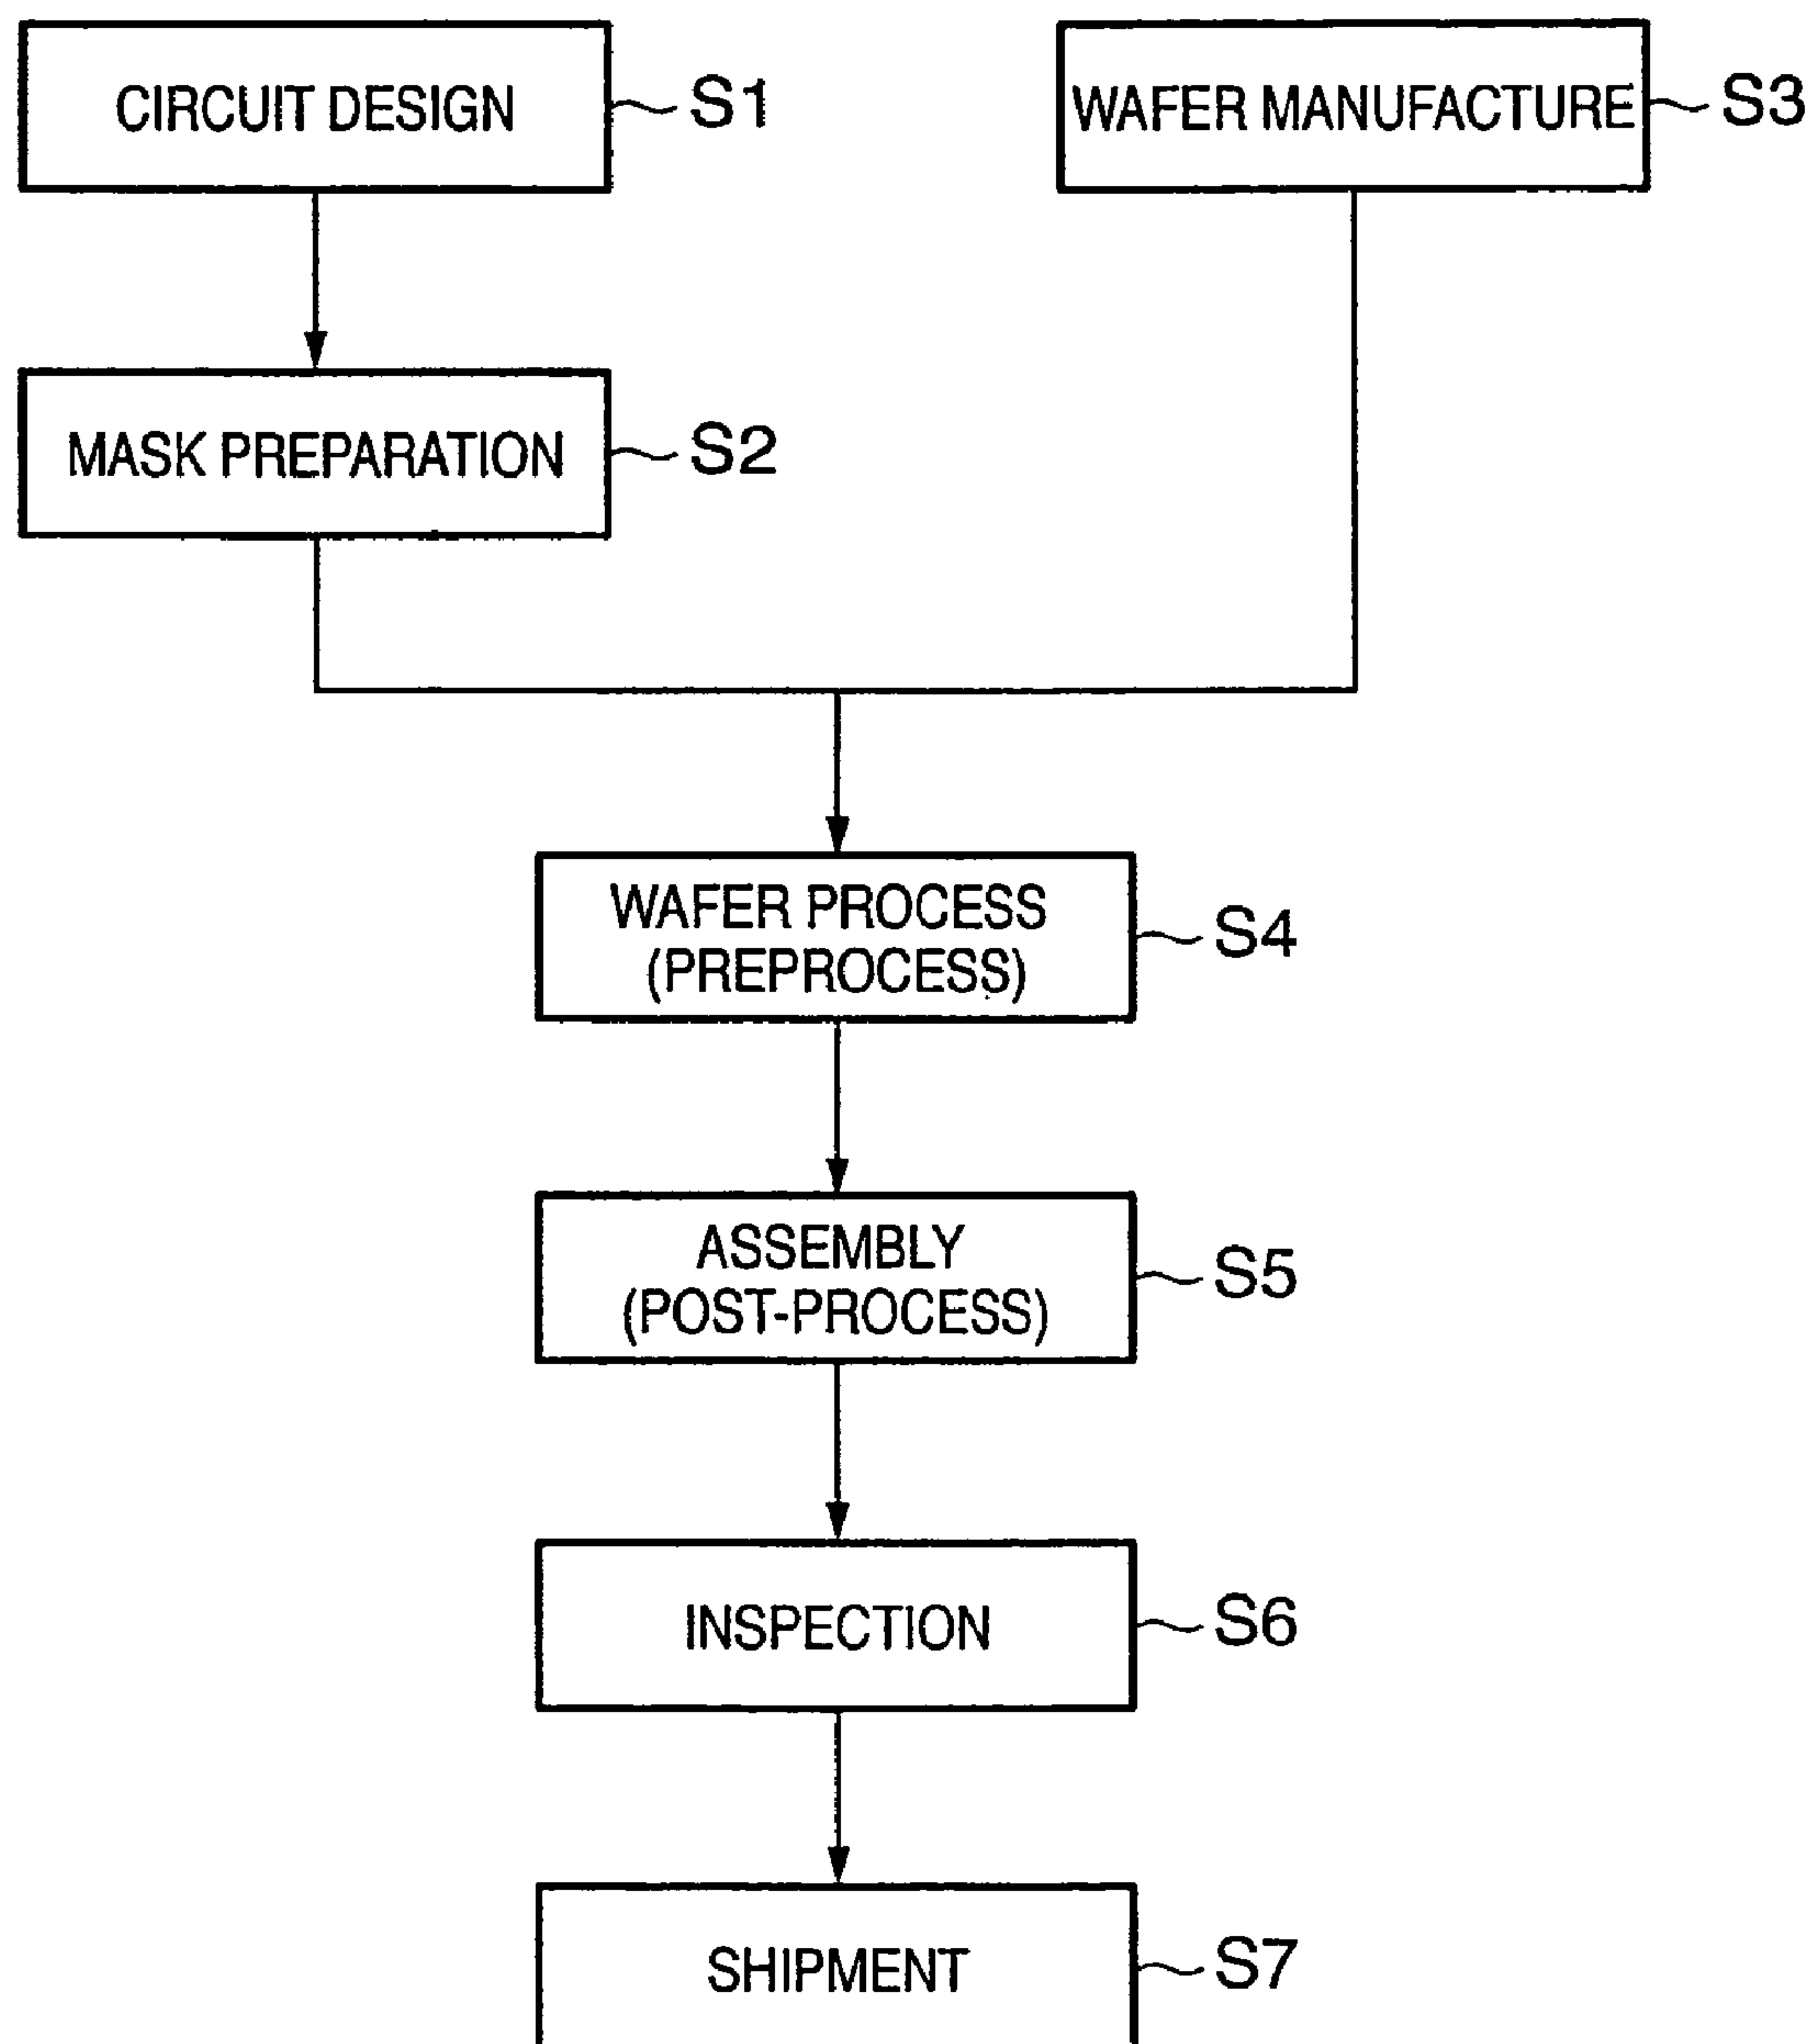 CIRCUIT DESIGN
S1
WAFER MANUFACTURE
S3
MASK PREPARATION
S2
WAFER PROCESS
(PREPROCESS)
S4
ASSEMBLY
(POST-PROCESS)
S5
INSPECTION
S6
SHIPMENT
S7